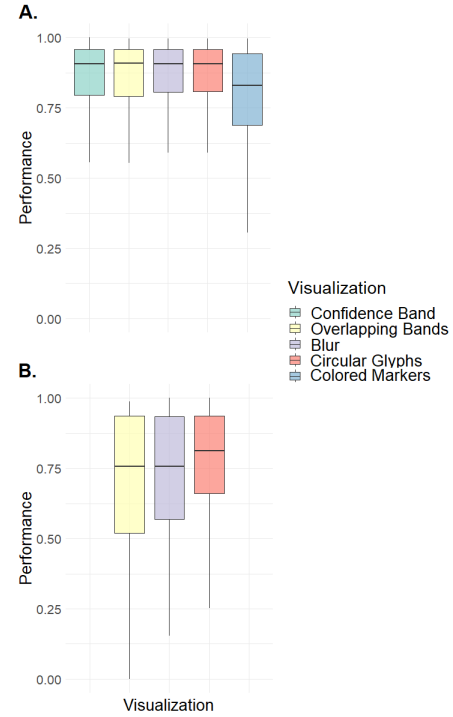 A.
1.00
0.75
0.50
0.25
0.00
Performance
Visualization
Confidence Band
Overlapping Bands
Blur
Circular Glyphs
Colored Markers
B.
1.00
0.75
0.50
0.25
0.00
Performance
Visualization